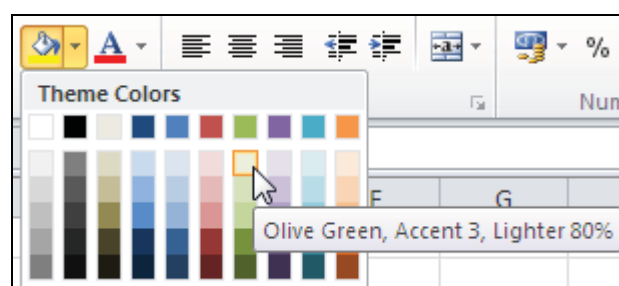 A %
Num
Theme Colors
F G
Olive Green, Accent 3, Lighter 80%